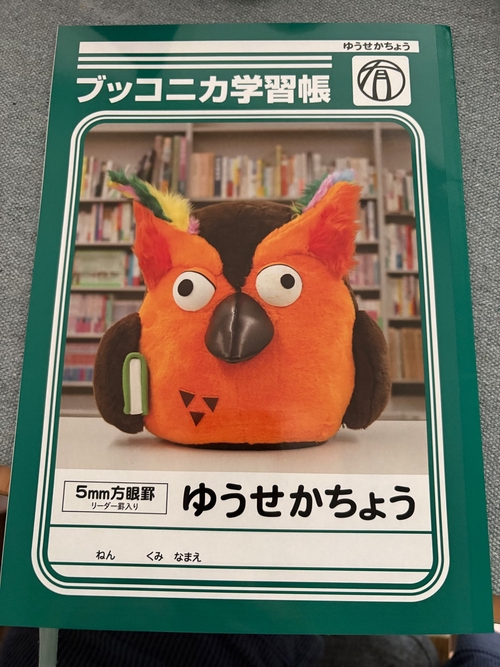 ゆうせかちょう
ブッコニカ学習帳
有
5mm方眼罫
リーダー罫入り
ゆうせかちょう
ねん くみ なまえ